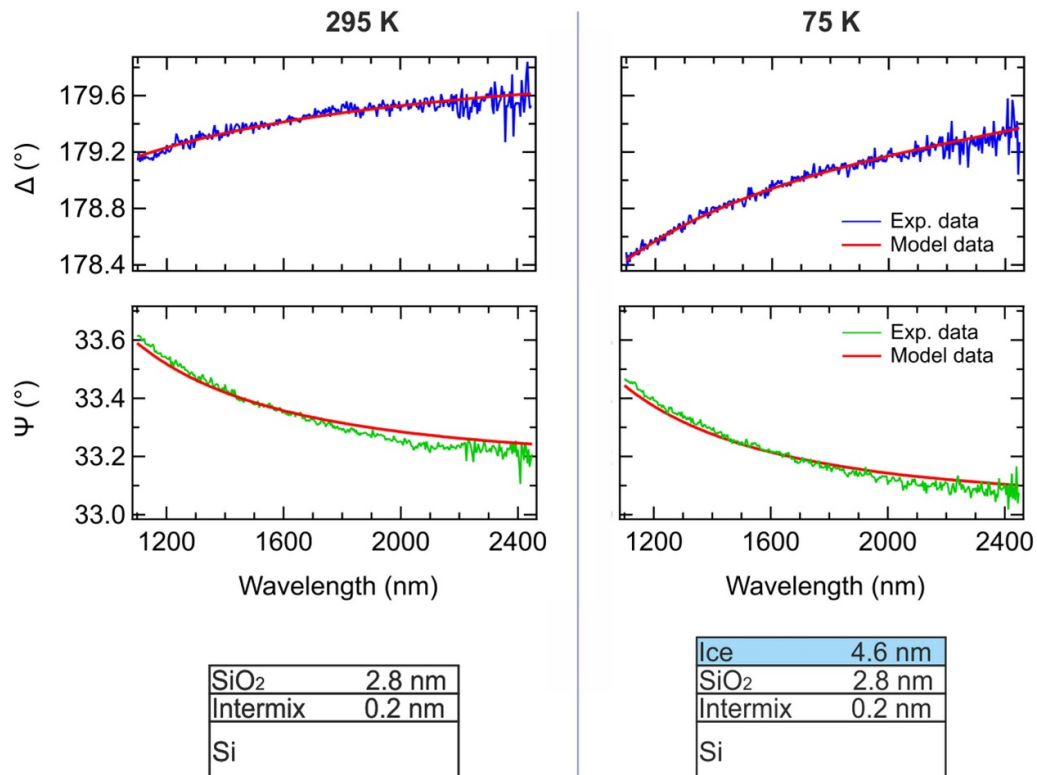 295 K
75 K
Δ (°)
179.6
179.2
178.8
178.4
Exp. data
Model data
Ψ (°)
33.6
33.4
33.2
33.0
Exp. data
Model data
1200 1600 2000 2400
1200 1600 2000 2400
Wavelength (nm)
Wavelength (nm)
SiO₂ 2.8 nm
Intermix 0.2 nm
Si
Ice 4.6 nm
SiO₂ 2.8 nm
Intermix 0.2 nm
Si